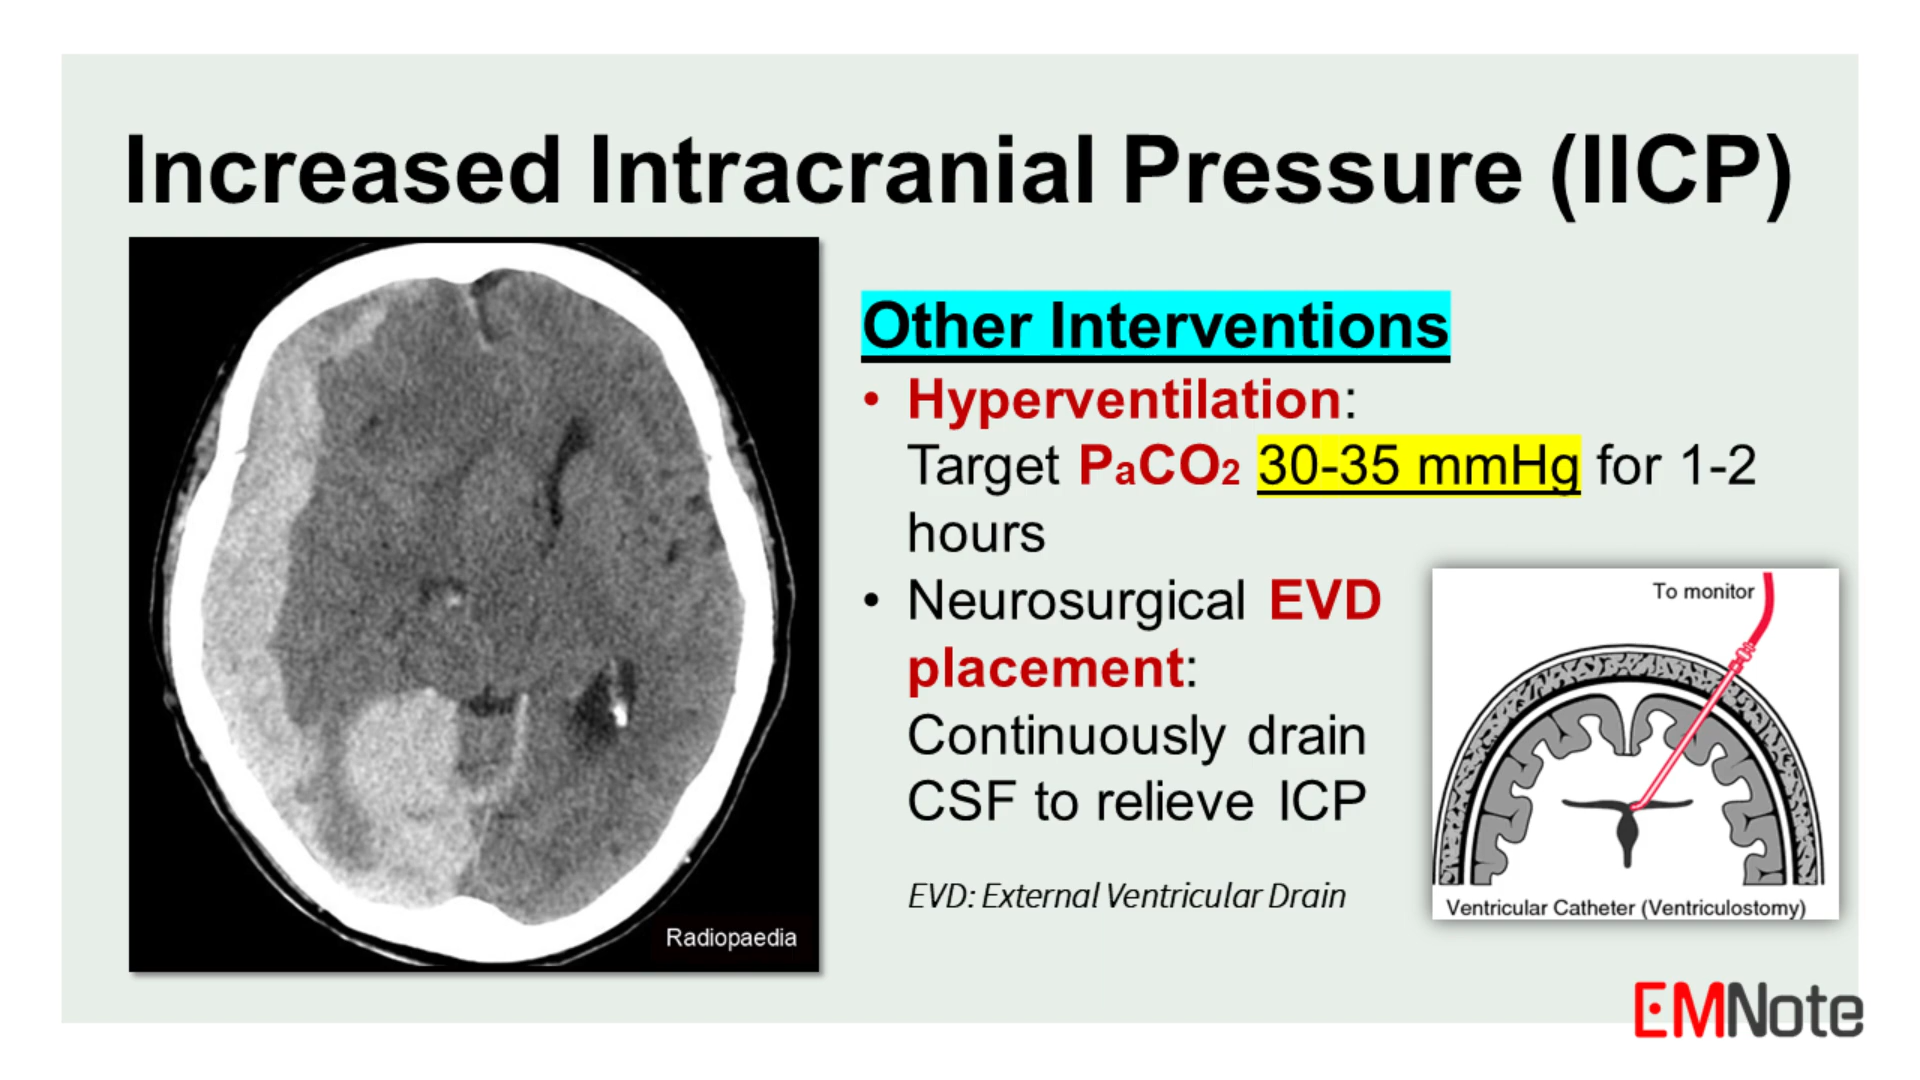 Increased Intracranial Pressure (IICP)
Other Interventions
• Hyperventilation:
Target PaCO2 30-35 mmHg for 1-2
hours
• Neurosurgical EVD
placement:
Continuously drain
CSF to relieve ICP
EVD: External Ventricular Drain
Radiopaedia
To monitor
Ventricular Catheter (Ventriculostomy)
EMNote